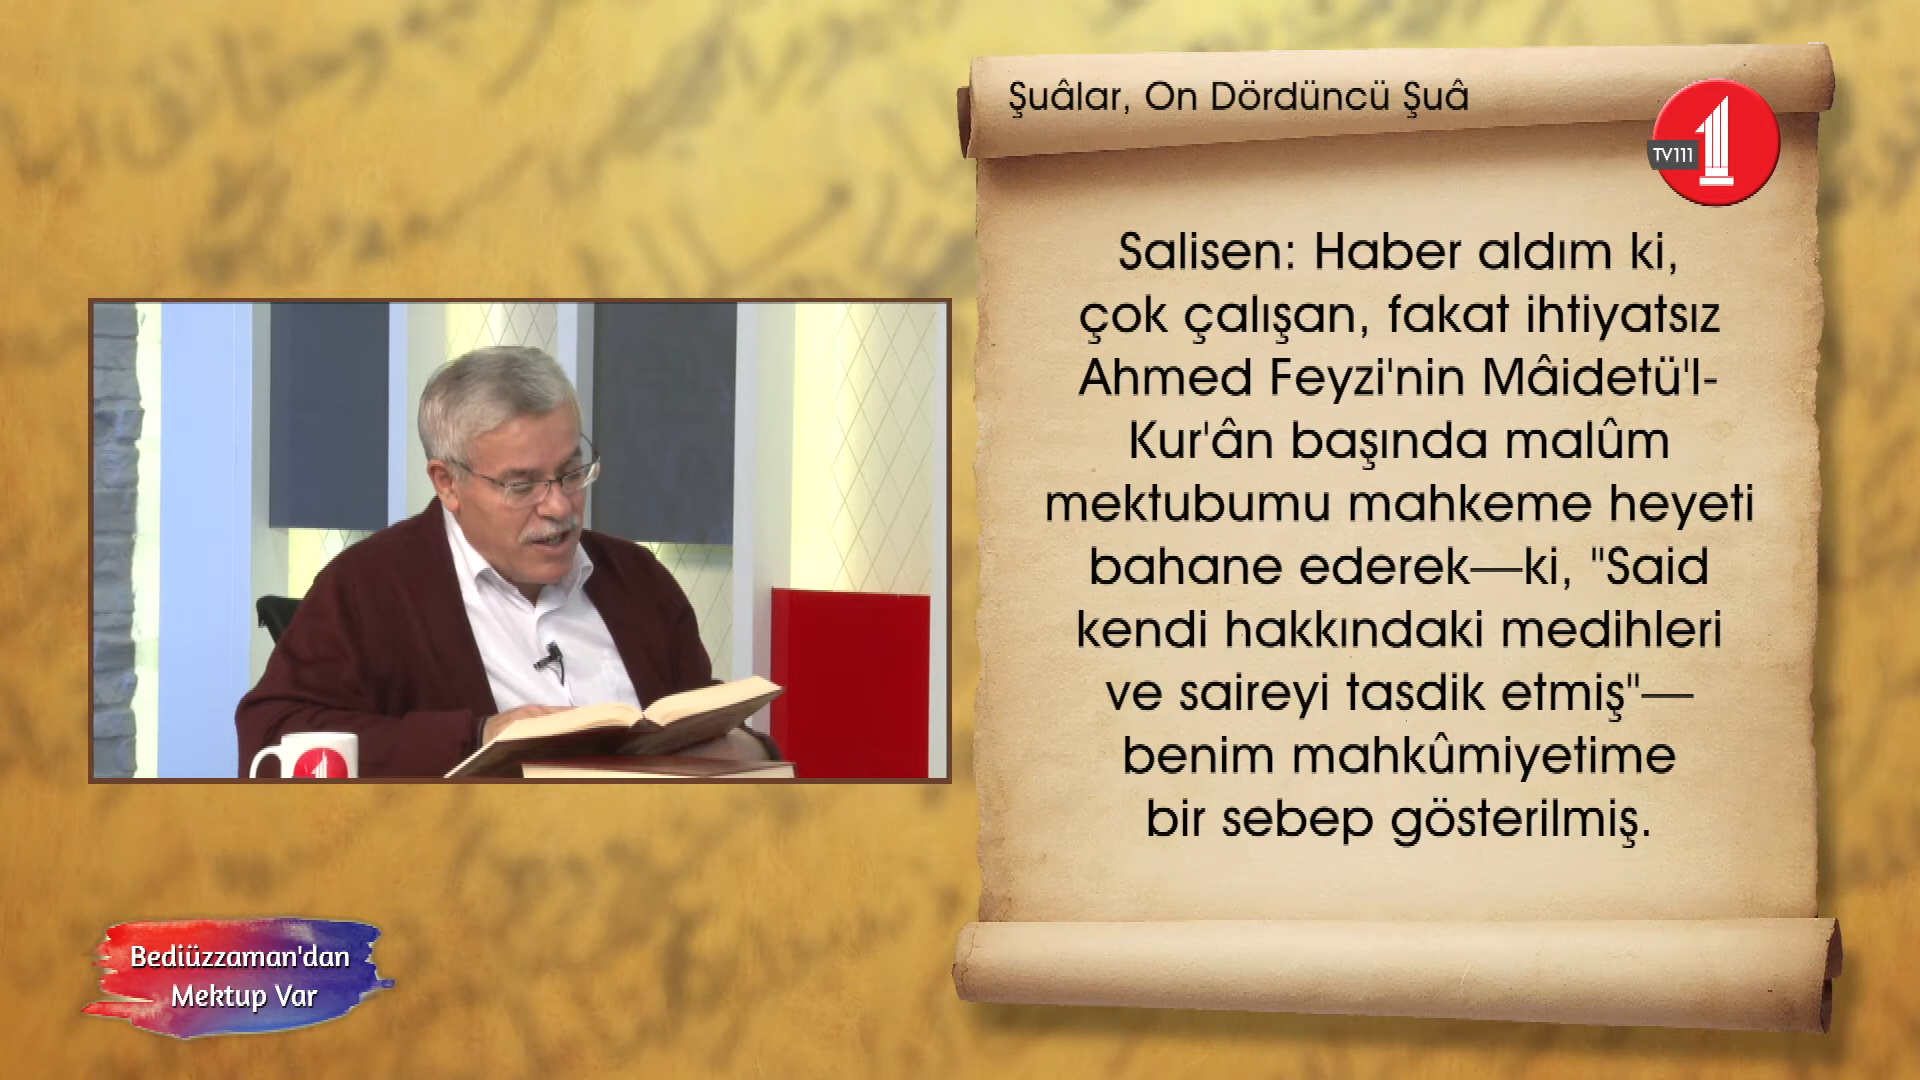 Şuâlar, On Dördüncü Şuâ
TV111
Salisen: Haber aldım ki,
çok çalışan, fakat ihtiyatsız
Ahmed Feyzi'nin Mâidetü'l-
Kur'ân başında malûm
mektubumu mahkeme heyeti
bahane ederek—ki, "Said
kendi hakkındaki medihleri
ve saireyi tasdik etmiş"—
benim mahkûmiyetime
bir sebep gösterilmiş.
Bediüzzaman'dan
Mektup Var